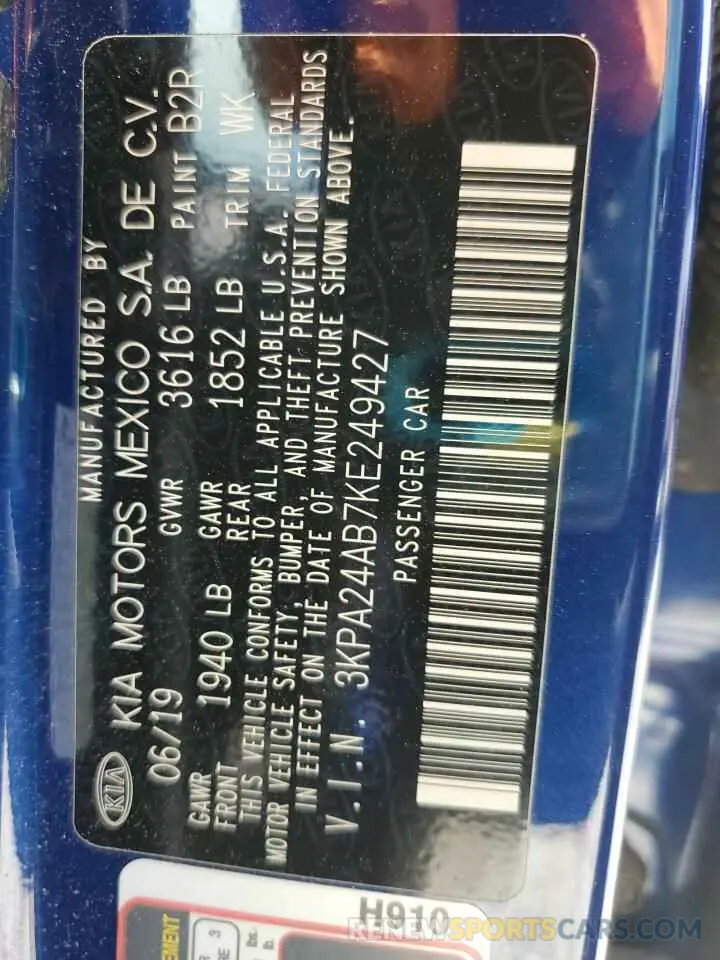 MANUFACTURED BY
KIA KIA MOTORS MEXICO S.A. DE C.V.
06/19 GVWR 3616 LB PAINT B2R
GAWR FRONT 1940 LB GAWR REAR 1852 LB TRIM WK
THIS VEHICLE CONFORMS TO ALL APPLICABLE U.S.A. FEDERAL
MOTOR VEHICLE SAFETY, BUMPER, AND THEFT PREVENTION STANDARDS
IN EFFECT ON THE DATE OF MANUFACTURE SHOWN ABOVE.
V.I.N. 3KPA24AB7KE249427
PASSENGER CAR
H910
RENEWSPORTSCARS.COM